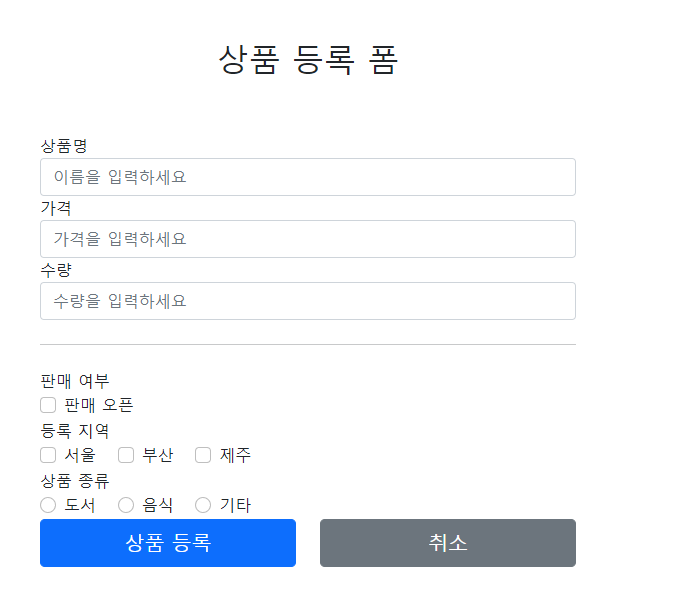 상품 등록 폼
상품명
이름을 입력하세요
가격
가격을 입력하세요
수량
수량을 입력하세요
판매 여부
판매 오픈
등록 지역
서울 부산 제주
상품 종류
도서 음식 기타
상품 등록 취소